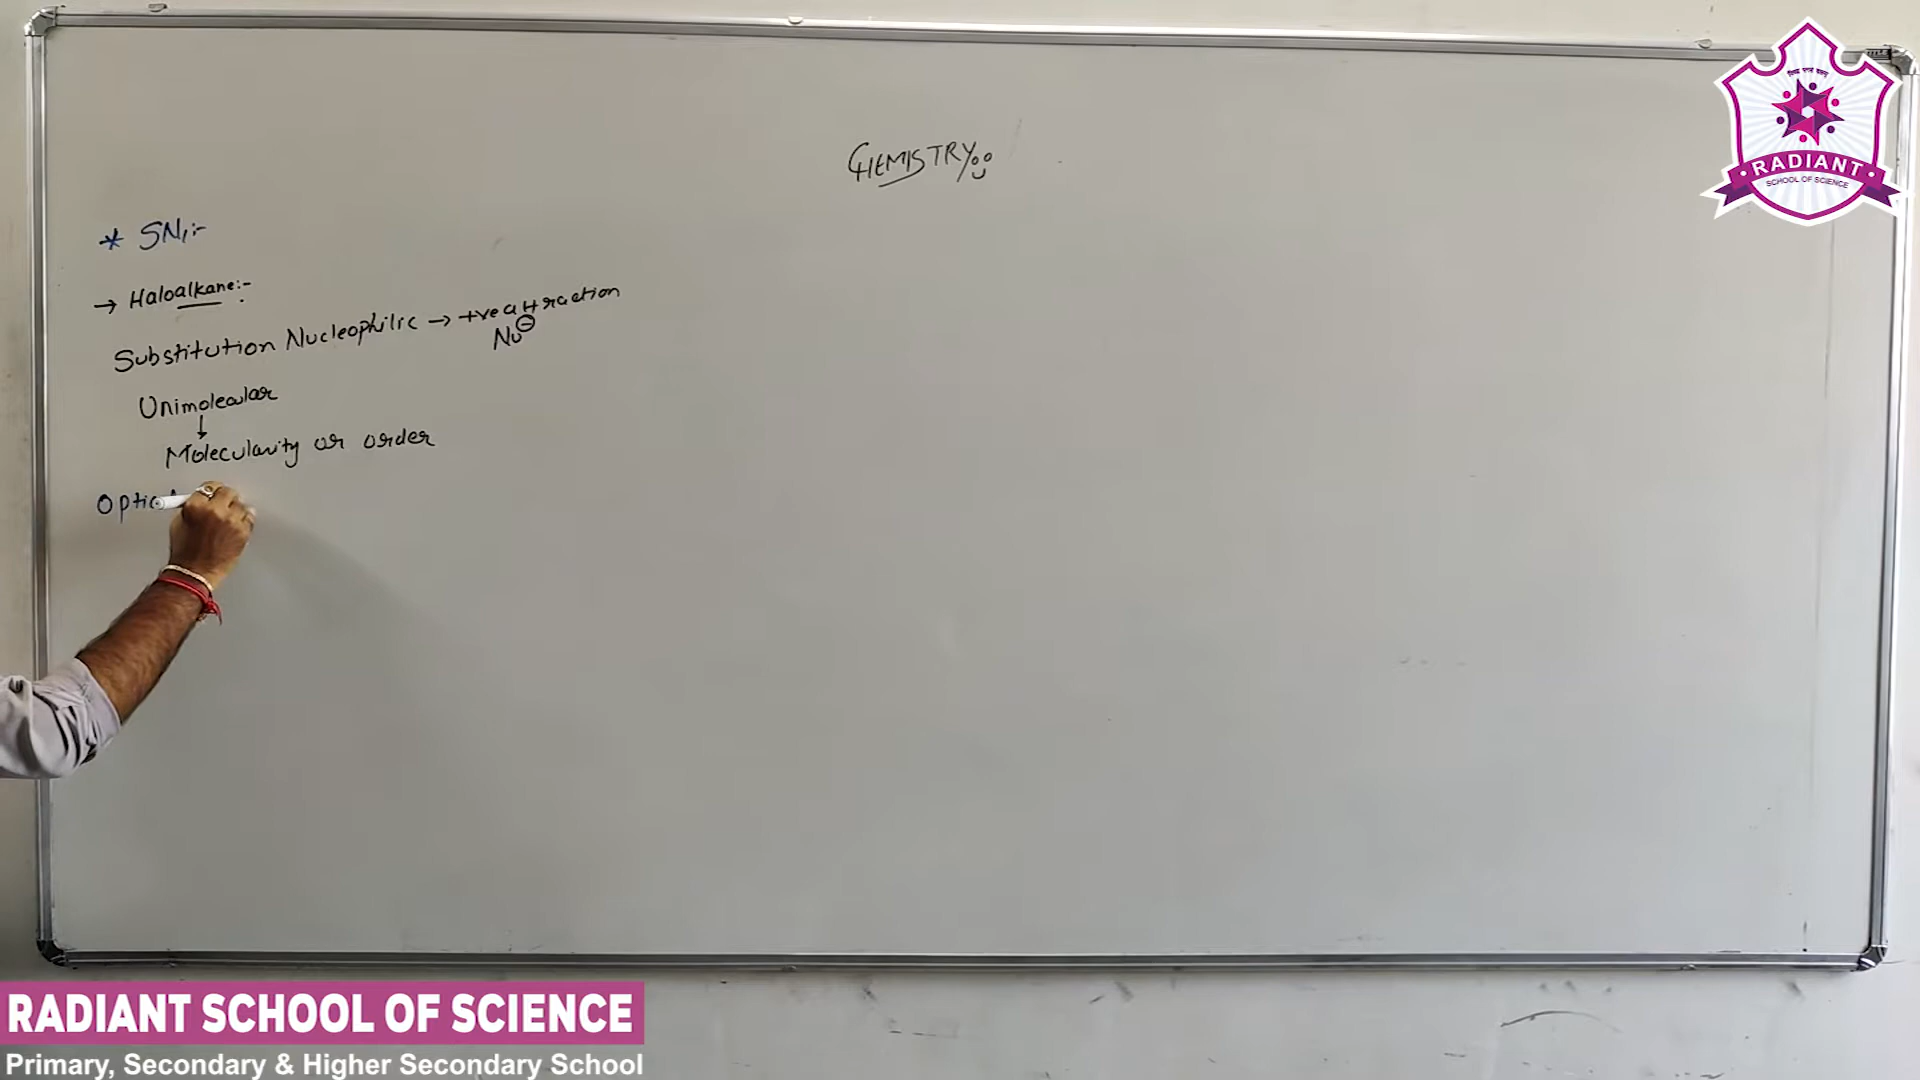 CHEMISTRY
* SN1:-
→ Haloalkane:-
Substitution Nucleophilic → +ve attraction
Nu⊖
Unimolecular
↓
Molecularity or order
Optic
RADIANT
SCHOOL OF SCIENCE
RADIANT SCHOOL OF SCIENCE
Primary, Secondary & Higher Secondary School